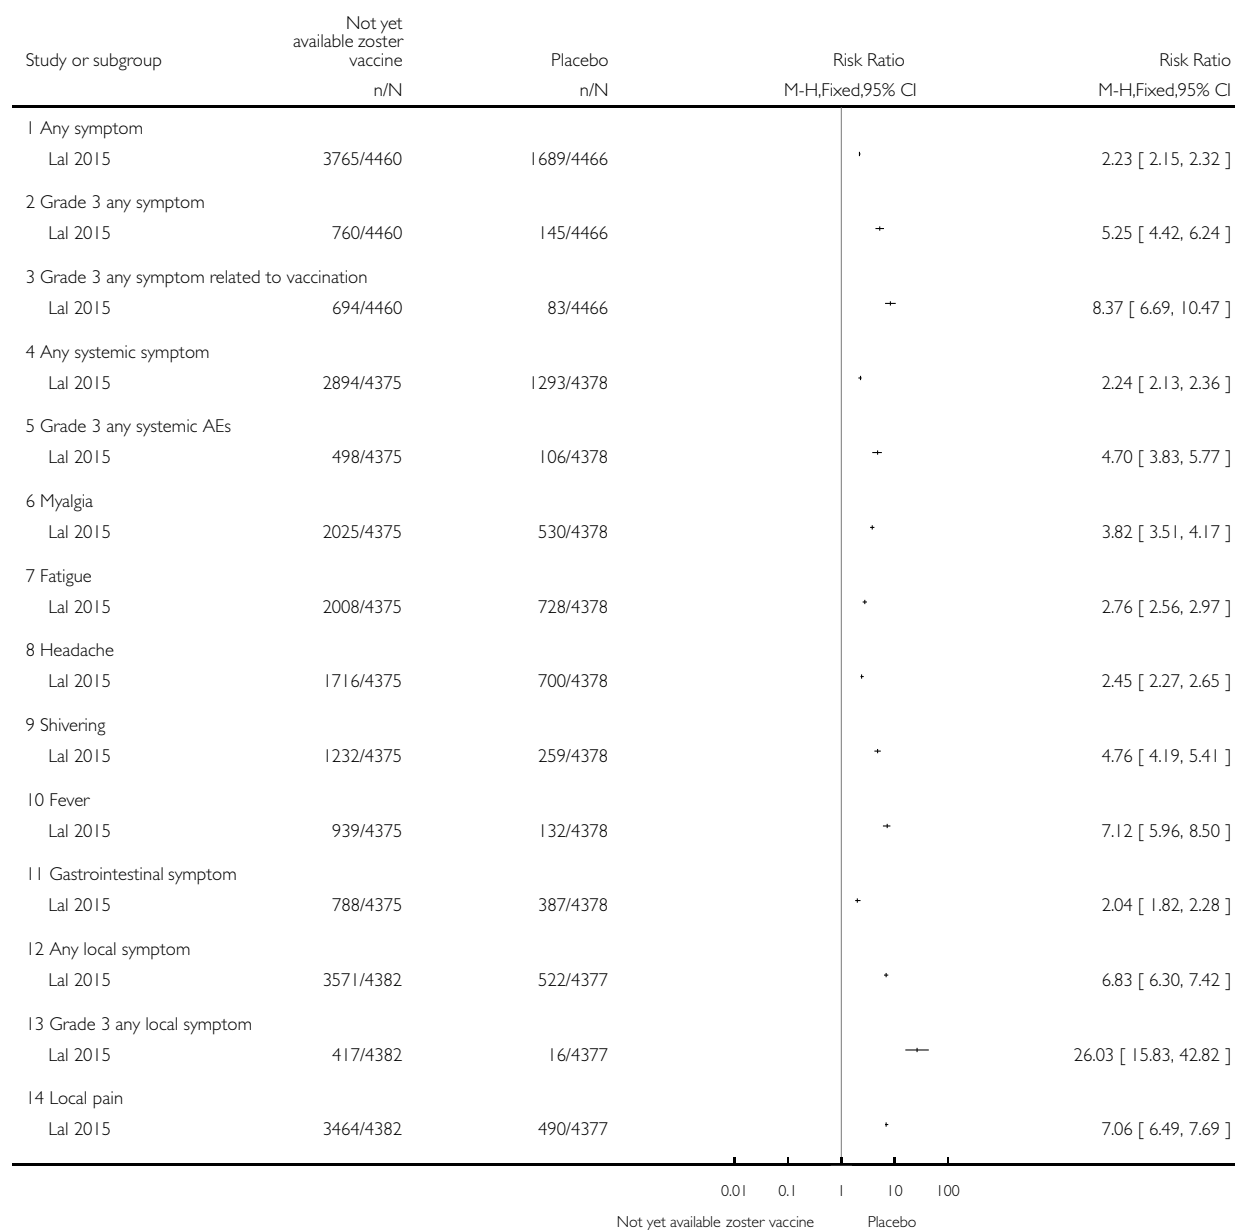 Not yet
available zoster
Study or subgroup vaccine Placebo Risk Ratio Risk Ratio
n/N n/N M-H,Fixed,95% CI M-H,Fixed,95% CI
1 Any symptom
Lal 2015 3765/4460 1689/4466 2.23 [ 2.15, 2.32 ]
2 Grade 3 any symptom
Lal 2015 760/4460 145/4466 5.25 [ 4.42, 6.24 ]
3 Grade 3 any symptom related to vaccination
Lal 2015 694/4460 83/4466 8.37 [ 6.69, 10.47 ]
4 Any systemic symptom
Lal 2015 2894/4375 1293/4378 2.24 [ 2.13, 2.36 ]
5 Grade 3 any systemic AEs
Lal 2015 498/4375 106/4378 4.70 [ 3.83, 5.77 ]
6 Myalgia
Lal 2015 2025/4375 530/4378 3.82 [ 3.51, 4.17 ]
7 Fatigue
Lal 2015 2008/4375 728/4378 2.76 [ 2.56, 2.97 ]
8 Headache
Lal 2015 1716/4375 700/4378 2.45 [ 2.27, 2.65 ]
9 Shivering
Lal 2015 1232/4375 259/4378 4.76 [ 4.19, 5.41 ]
10 Fever
Lal 2015 939/4375 132/4378 7.12 [ 5.96, 8.50 ]
11 Gastrointestinal symptom
Lal 2015 788/4375 387/4378 2.04 [ 1.82, 2.28 ]
12 Any local symptom
Lal 2015 3571/4382 522/4377 6.83 [ 6.30, 7.42 ]
13 Grade 3 any local symptom
Lal 2015 417/4382 16/4377 26.03 [ 15.83, 42.82 ]
14 Local pain
Lal 2015 3464/4382 490/4377 7.06 [ 6.49, 7.69 ]
0.01 0.1 1 10 100
Not yet available zoster vaccine Placebo